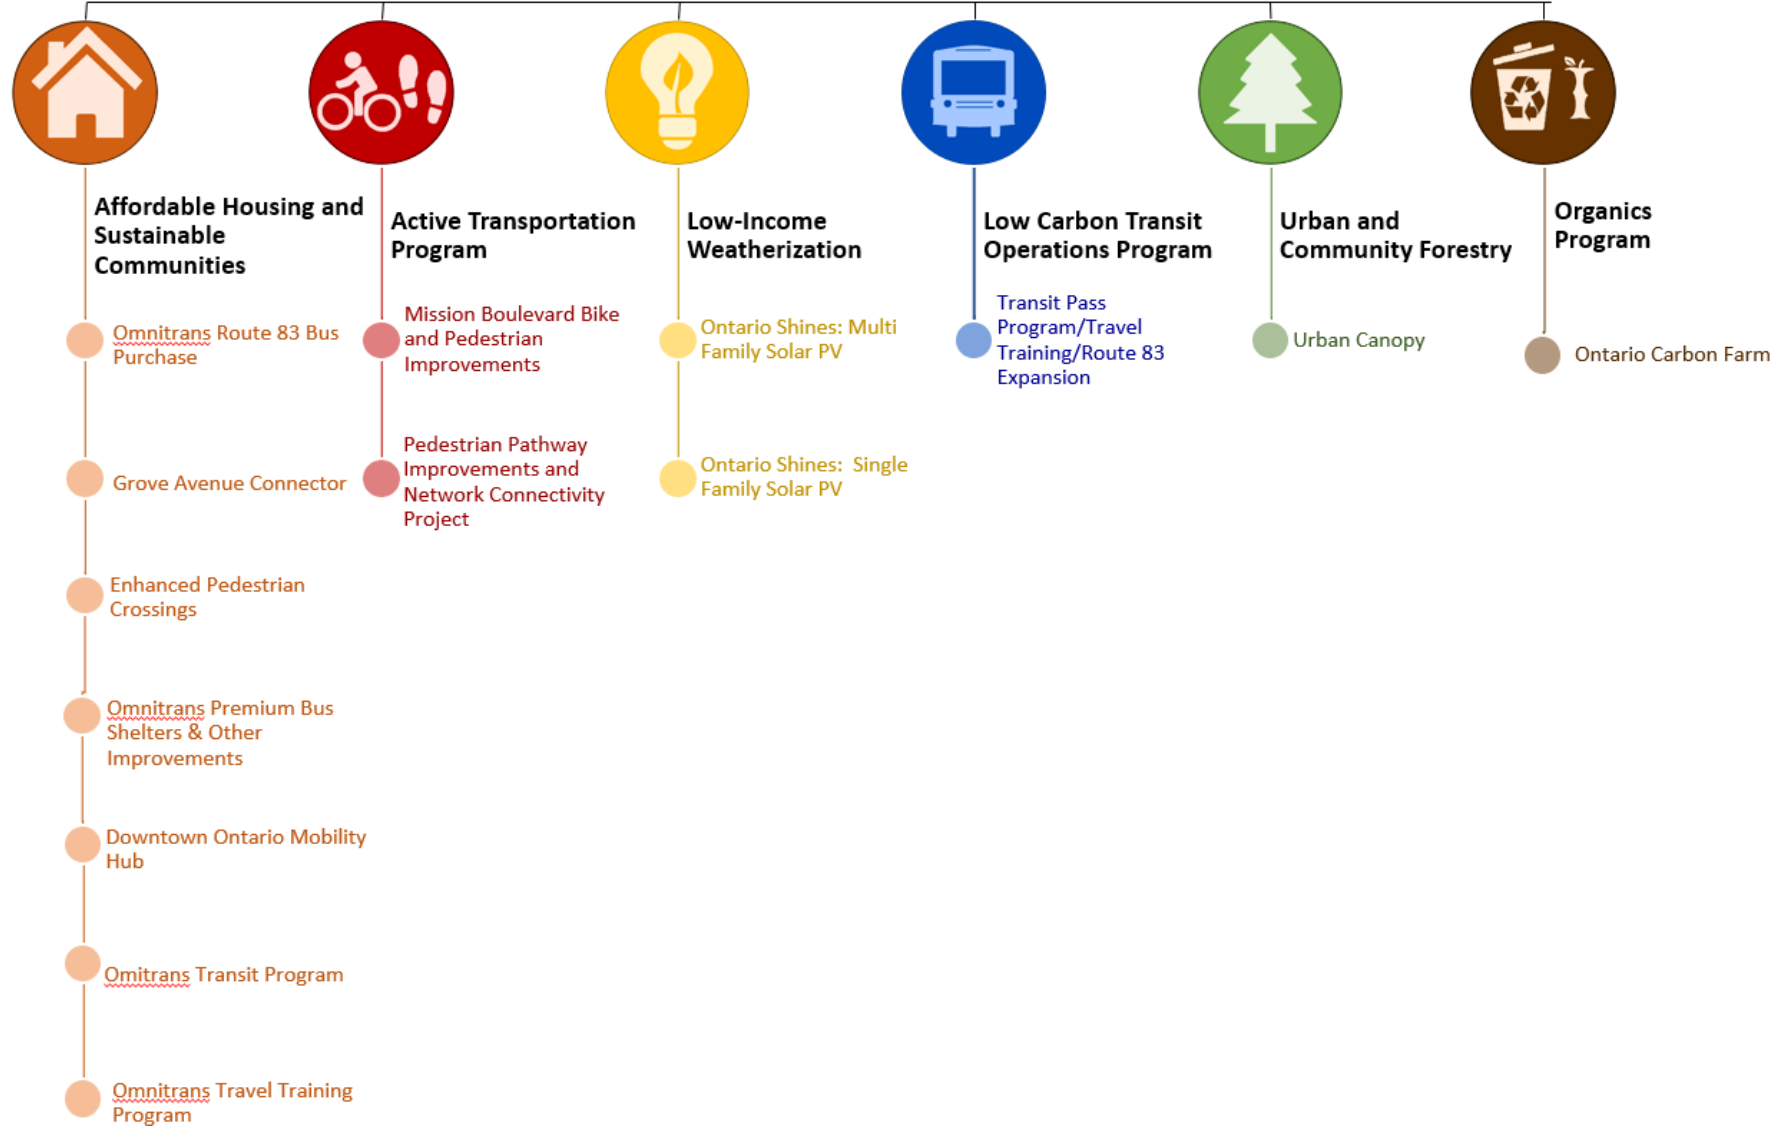 Affordable Housing and
Sustainable
Communities
Omnitrans Route 83 Bus
Purchase
Grove Avenue Connector
Enhanced Pedestrian
Crossings
Omnitrans Premium Bus
Shelters & Other
Improvements
Downtown Ontario Mobility
Hub
Omitrans Transit Program
Omnitrans Travel Training
Program
Active Transportation
Program
Mission Boulevard Bike
and Pedestrian
Improvements
Pedestrian Pathway
Improvements and
Network Connectivity
Project
Low-Income
Weatherization
Ontario Shines: Multi
Family Solar PV
Ontario Shines:  Single
Family Solar PV
Low Carbon Transit
Operations Program
Transit Pass
Program/Travel
Training/Route 83
Expansion
Urban and
Community Forestry
Urban Canopy
Organics
Program
Ontario Carbon Farm